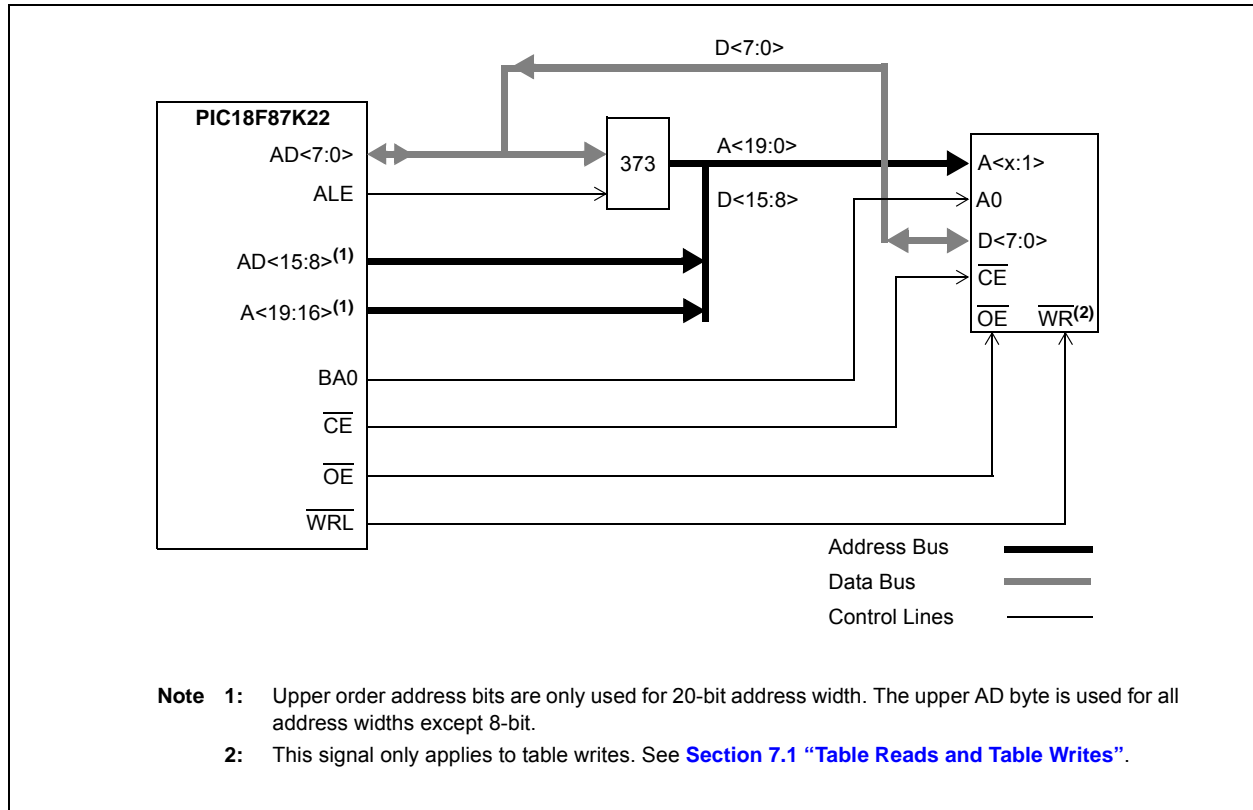 D<7:0>
PIC18F87K22
AD<7:0>
373
A<19:0>
A<x:1>
ALE
D<15:8>
A0
AD<15:8>(1)
D<7:0>
CE
A<19:16>(1)
OE WR(2)
BA0
CE
OE
WRL
Address Bus
Data Bus
Control Lines
Note 1: Upper order address bits are only used for 20-bit address width. The upper AD byte is used for all
address widths except 8-bit.
2: This signal only applies to table writes. See Section 7.1 “Table Reads and Table Writes”.